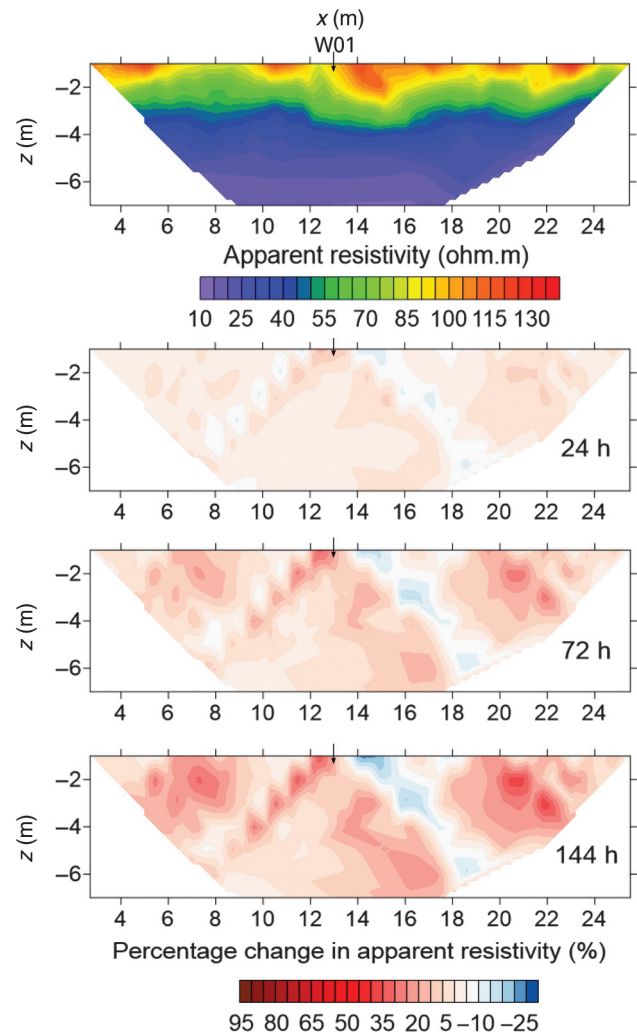 x (m)
W01
z (m)
−2
−4
−6
4 6 8 10 12 14 16 18 20 22 24
Apparent resistivity (ohm.m)
10 25 40 55 70 85 100 115 130
z (m)
−2
−4
−6
24 h
4 6 8 10 12 14 16 18 20 22 24
z (m)
−2
−4
−6
72 h
4 6 8 10 12 14 16 18 20 22 24
z (m)
−2
−4
−6
144 h
4 6 8 10 12 14 16 18 20 22 24
Percentage change in apparent resistivity (%)
95 80 65 50 35 20 5 −10 −25